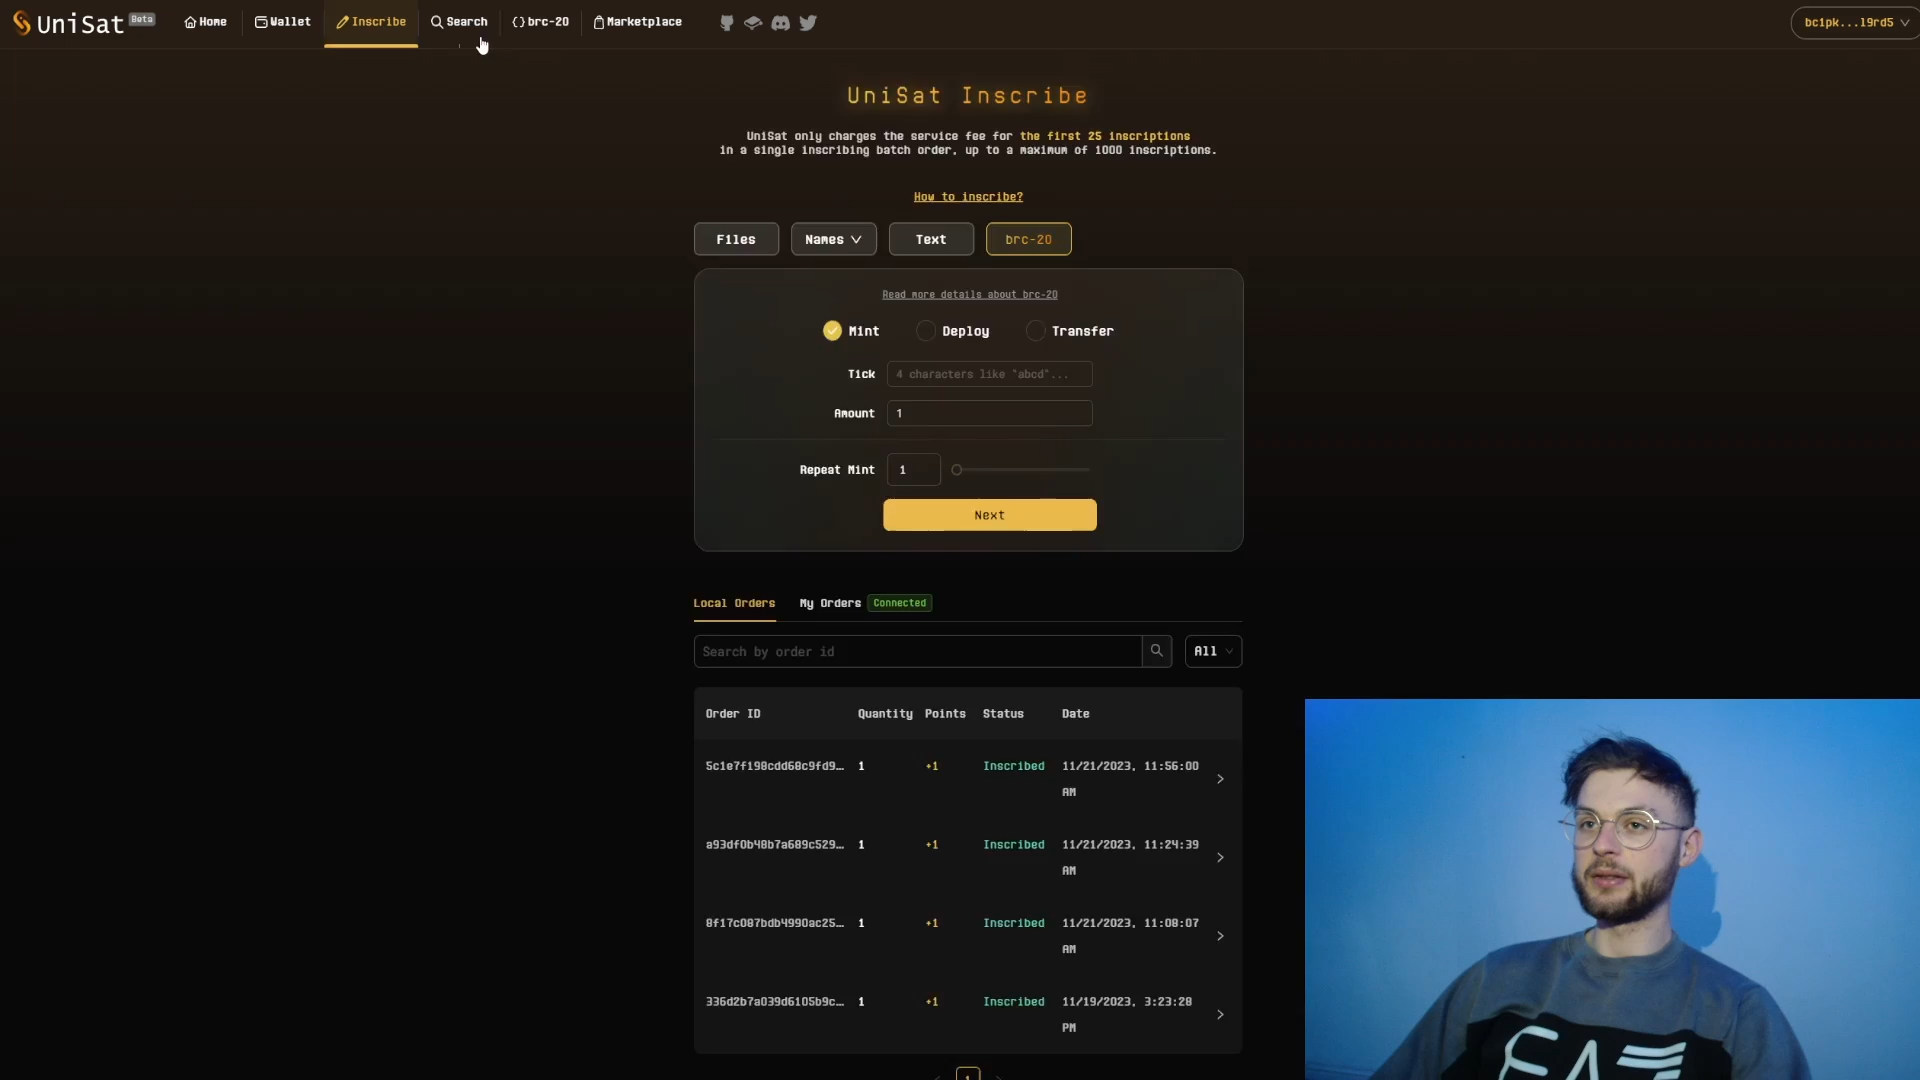 UniSat Beta
Home
Wallet
Inscribe
Search
brc-20
Marketplace
bc1pk...l9rd5
UniSat Inscribe
UniSat only charges the service fee for the first 25 inscriptions
in a single inscribing batch order, up to a maximum of 1000 inscriptions.
How to inscribe?
Files
Names
Text
brc-20
Read more details about brc-20
Mint
Deploy
Transfer
Tick
4 characters like "abcd"...
Amount
1
Repeat Mint
1
Next
Local Orders
My Orders
Connected
Search by order id
All
Order ID Quantity Points Status Date
5c1e7f198cdd68c9fd9... 1 +1 Inscribed 11/21/2023, 11:56:00
AM
a93df0b48b7a689c529... 1 +1 Inscribed 11/21/2023, 11:24:39
AM
8f17c087bdb4990ac25... 1 +1 Inscribed 11/21/2023, 11:08:07
AM
336d2b7a039d6105b9c... 1 +1 Inscribed 11/19/2023, 3:23:28
PM
1